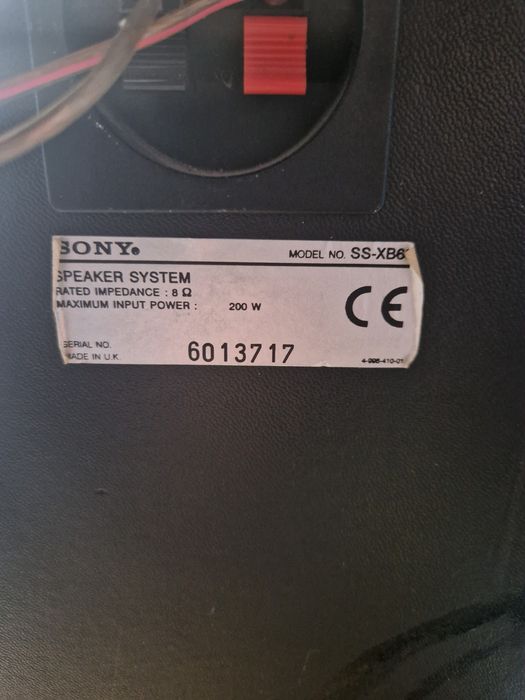 SONY.
MODEL NO. SS-XB6
SPEAKER SYSTEM
RATED IMPEDANCE : 8 Ω
MAXIMUM INPUT POWER : 200 W
CE
SERIAL NO. 6013717
MADE IN U.K.